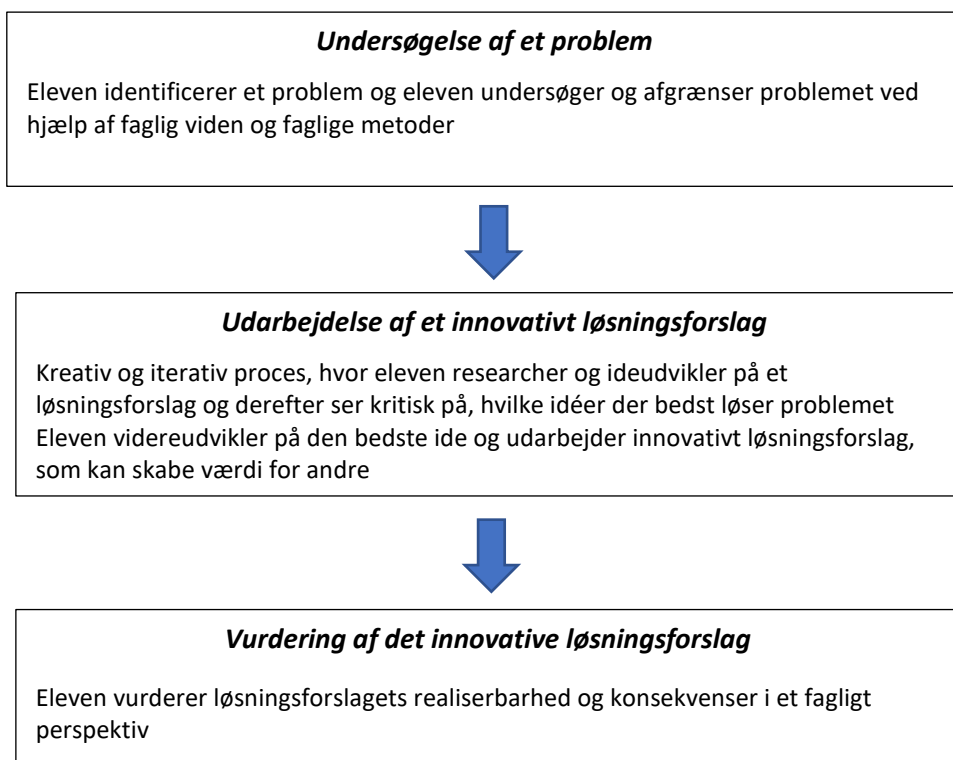 Undersøgelse af et problem
Eleven identificerer et problem og eleven undersøger og afgrænser problemet ved
hjælp af faglig viden og faglige metoder
Udarbejdelse af et innovativt løsningsforslag
Kreativ og iterativ proces, hvor eleven researcher og ideudvikler på et
løsningsforslag og derefter ser kritisk på, hvilke idéer der bedst løser problemet
Eleven videreudvikler på den bedste ide og udarbejder innovativt løsningsforslag,
som kan skabe værdi for andre
Vurdering af det innovative løsningsforslag
Eleven vurderer løsningsforslagets realiserbarhed og konsekvenser i et fagligt
perspektiv